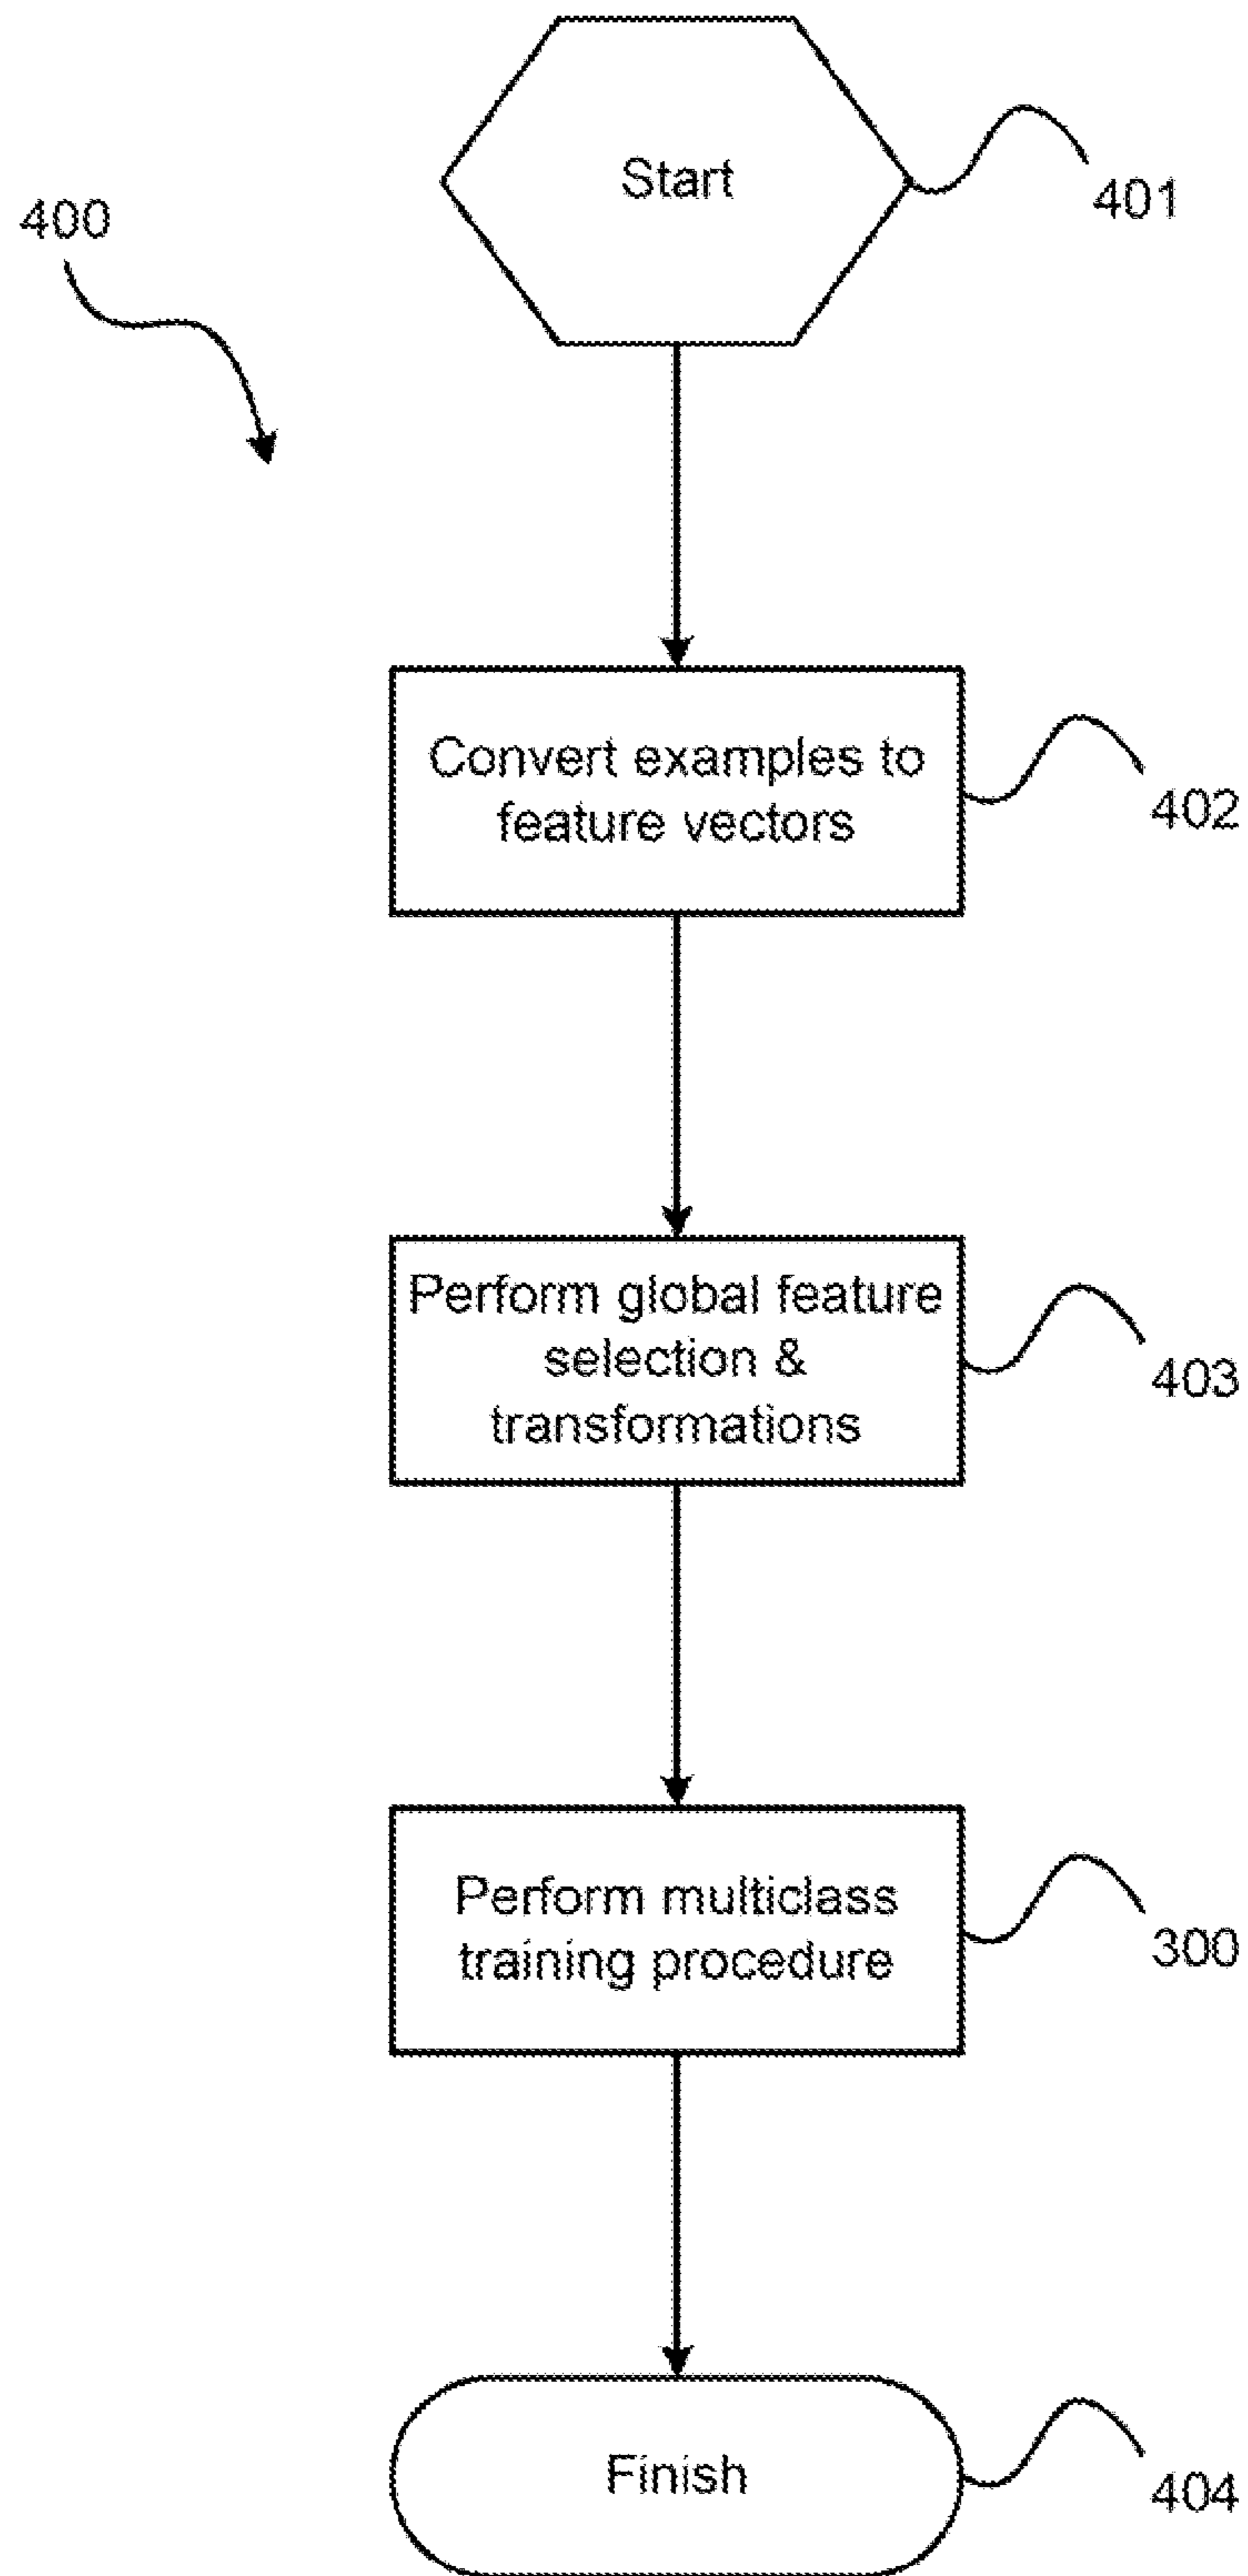 Start
401
400
Convert examples to
feature vectors
402
Perform global feature
selection &
transformations
403
Perform multiclass
training procedure
300
Finish
404